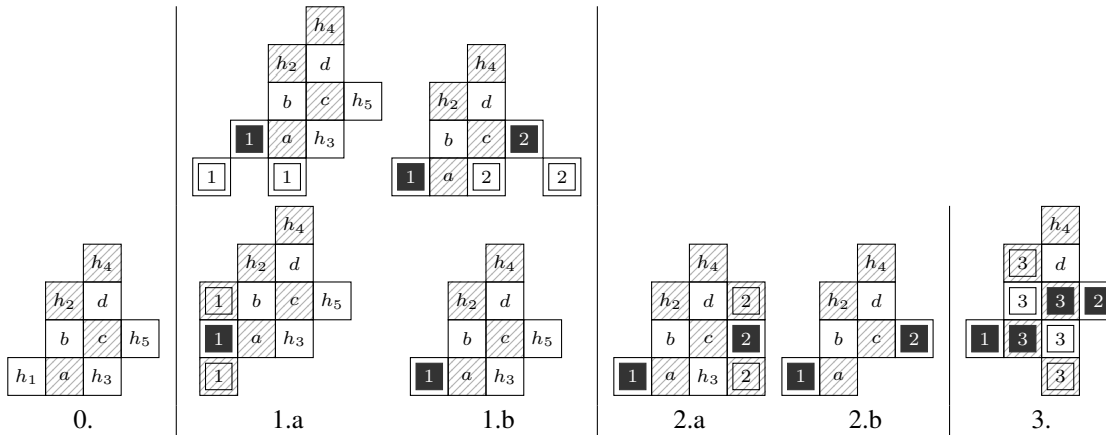 h₄
h₂ d h₄
b c h₅ h₂ d
1 a h₃ b c 2
1 1 1 a 2 2
h₄ h₄
h₄ h₂ d h₄ h₄ h₄ 3 d
h₂ d 1 b c h₅ h₂ d h₂ d 2 h₂ d 3 3 2
b c h₅ 1 a h₃ b c h₅ b c 2 b c 2 1 3 3
h₁ a h₃ 1 1 a h₃ 1 a h₃ 2 1 a 3
0. 1.a 1.b 2.a 2.b 3.